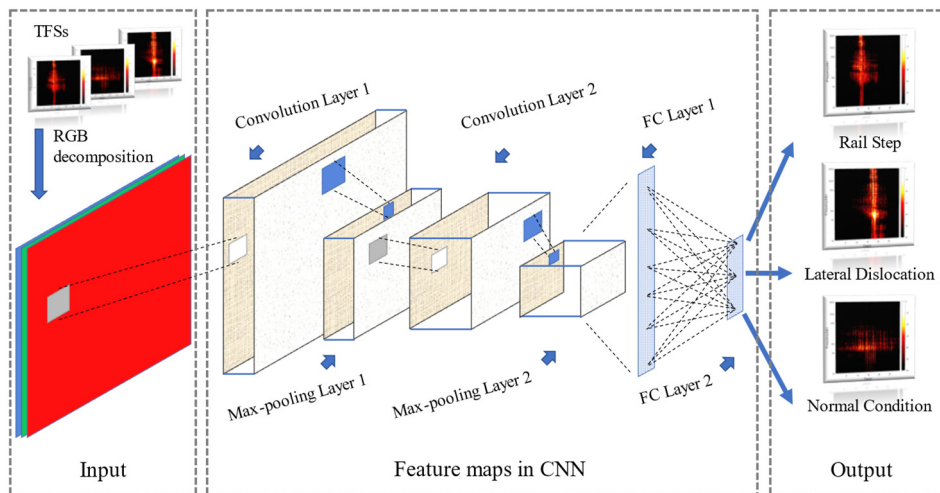 TFSs
RGB
decomposition
Input
Convolution Layer 1
Convolution Layer 2
FC Layer 1
Max-pooling Layer 1
Max-pooling Layer 2
FC Layer 2
Feature maps in CNN
Rail Step
Lateral Dislocation
Normal Condition
Output